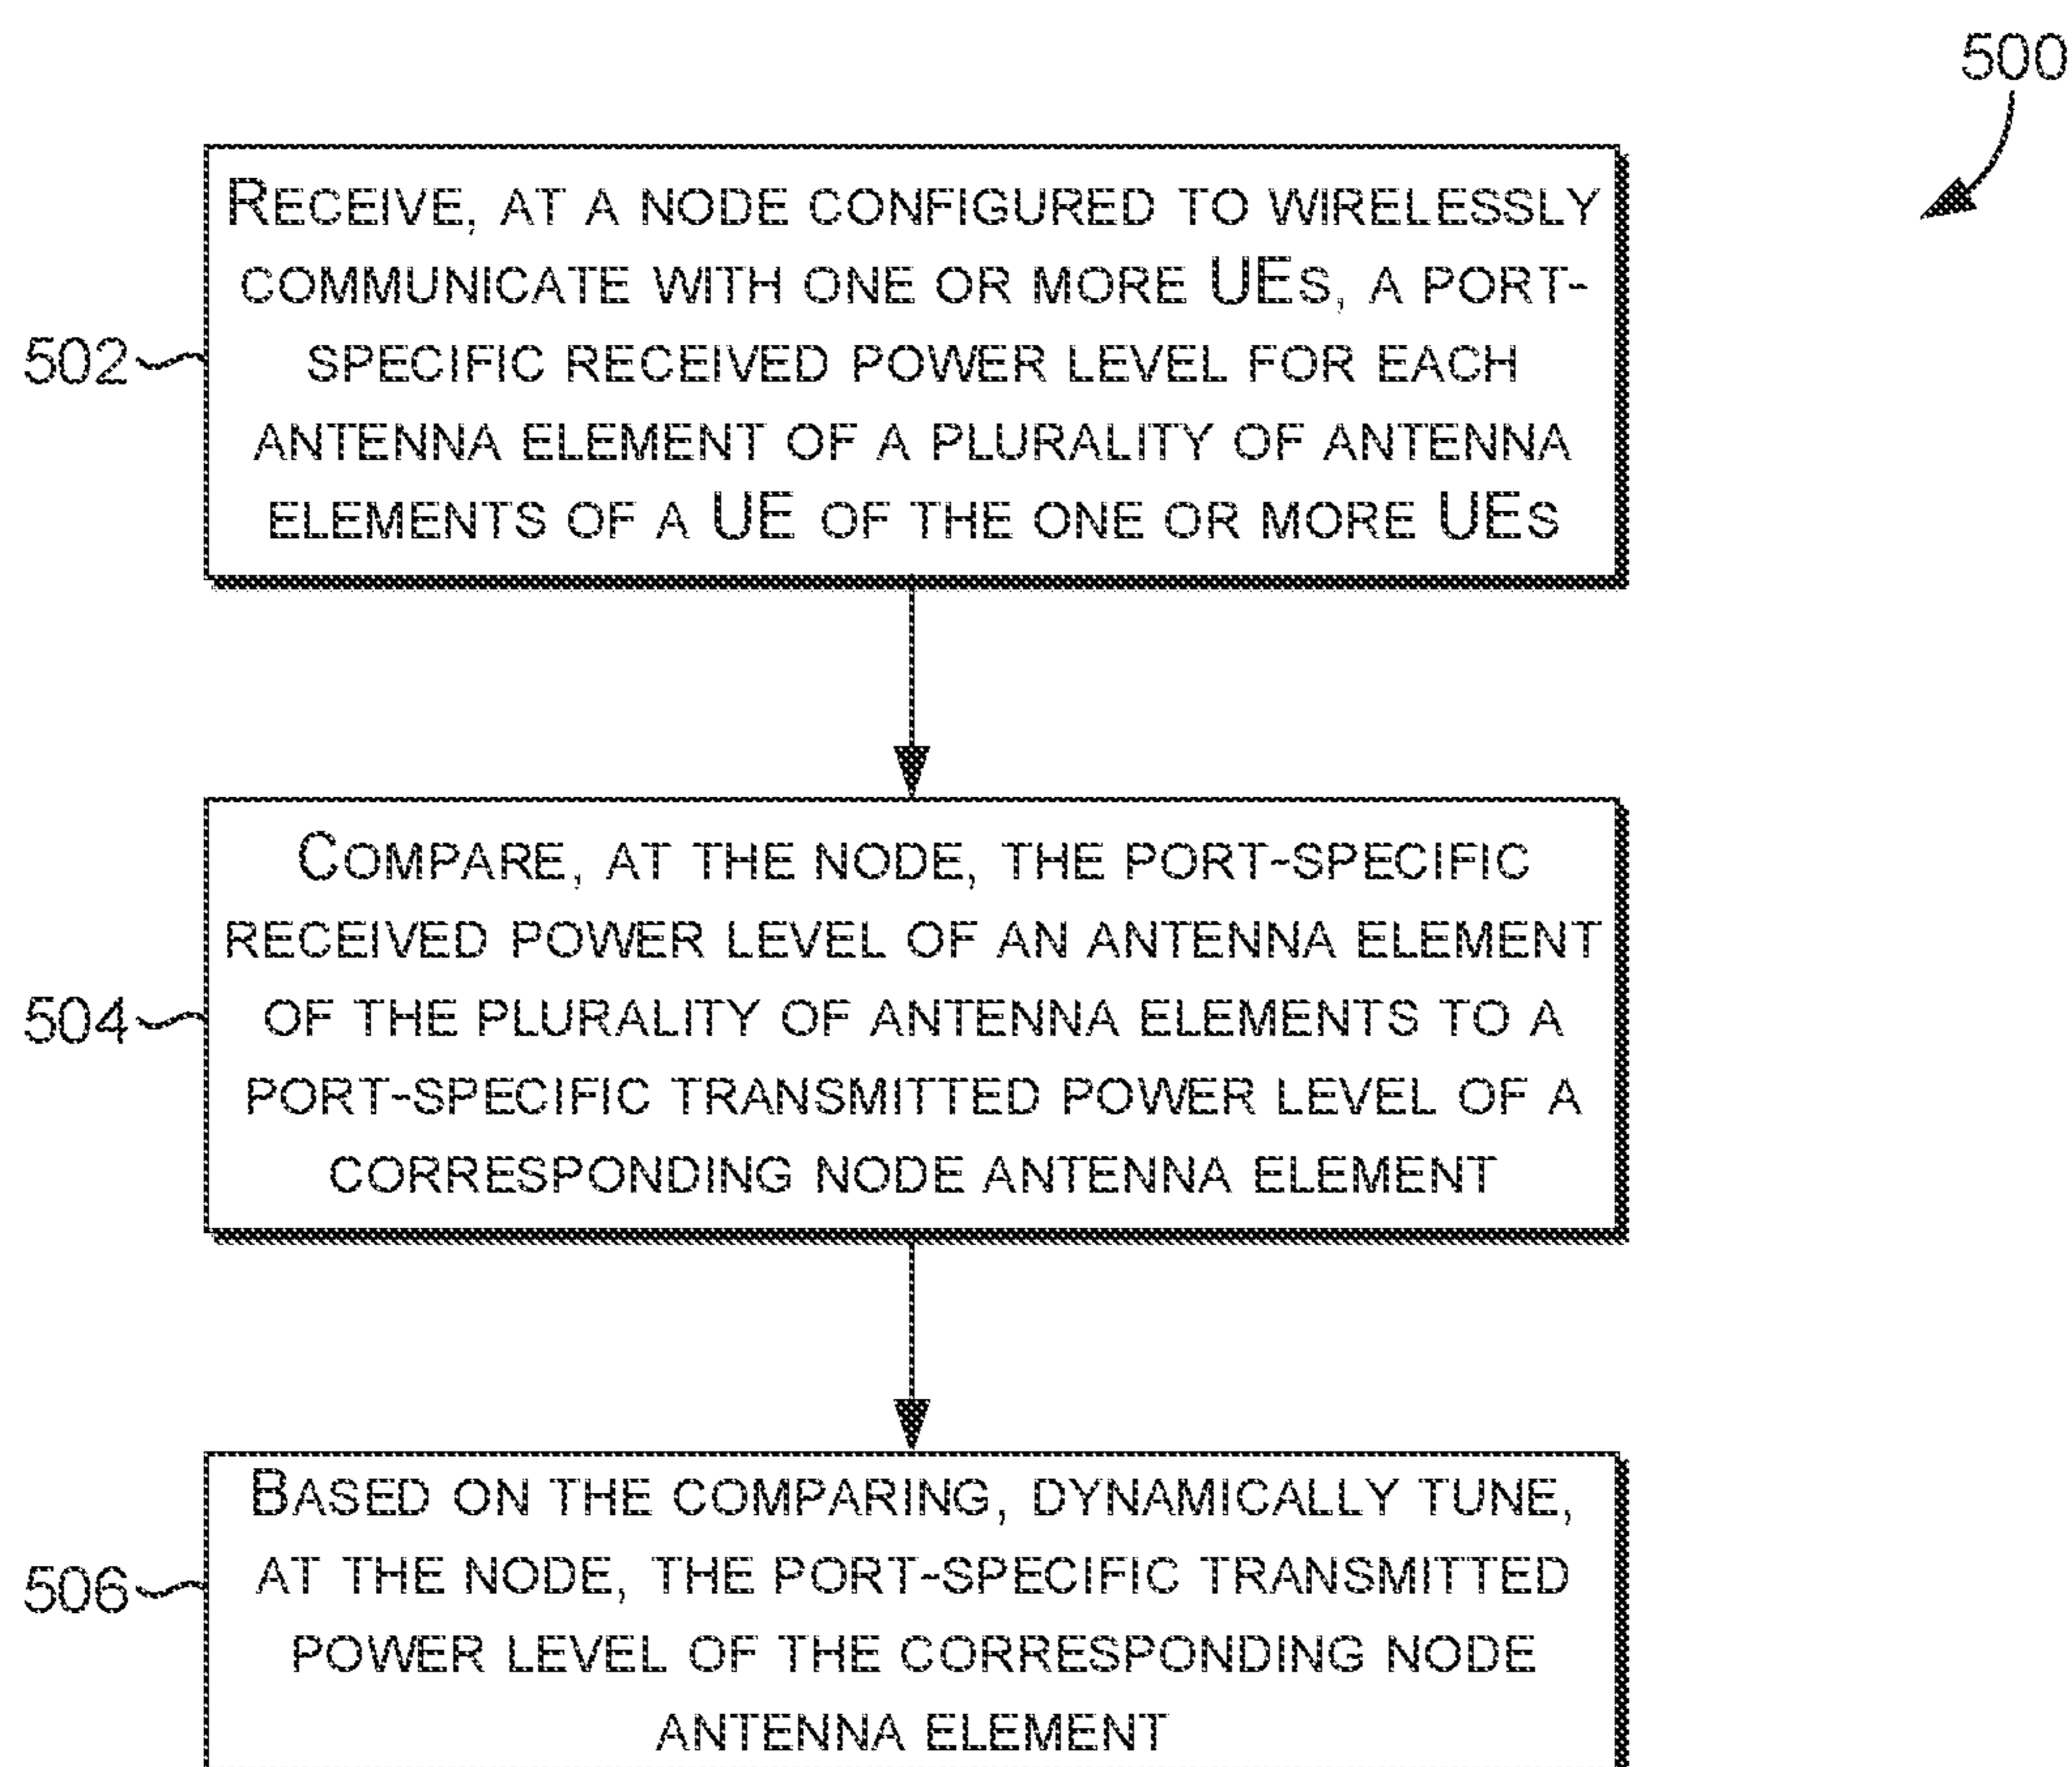 500
RECEIVE, AT A NODE CONFIGURED TO WIRELESSLY
COMMUNICATE WITH ONE OR MORE UES, A PORT-
SPECIFIC RECEIVED POWER LEVEL FOR EACH
ANTENNA ELEMENT OF A PLURALITY OF ANTENNA
ELEMENTS OF A UE OF THE ONE OR MORE UES
502
COMPARE, AT THE NODE, THE PORT-SPECIFIC
RECEIVED POWER LEVEL OF AN ANTENNA ELEMENT
OF THE PLURALITY OF ANTENNA ELEMENTS TO A
PORT-SPECIFIC TRANSMITTED POWER LEVEL OF A
CORRESPONDING NODE ANTENNA ELEMENT
504
BASED ON THE COMPARING, DYNAMICALLY TUNE,
AT THE NODE, THE PORT-SPECIFIC TRANSMITTED
POWER LEVEL OF THE CORRESPONDING NODE
ANTENNA ELEMENT
506